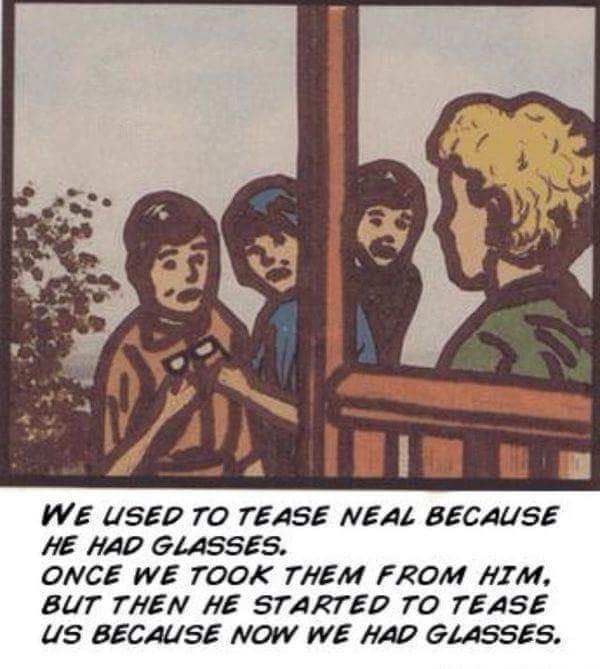 WE USED TO TEASE NEAL BECAUSE
HE HAD GLASSES.
ONCE WE TOOK THEM FROM HIM,
BUT THEN HE STARTED TO TEASE
US BECAUSE NOW WE HAD GLASSES.